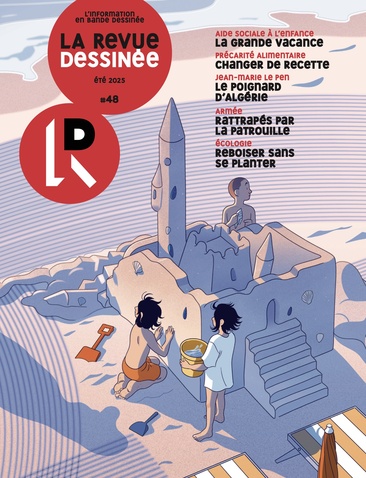 L'INFORMATION
EN BANDE DESSINÉE
LA REVUE
DESSINÉE
ÉTÉ 2025
#48
AIDE SOCIALE À L'ENFANCE
LA GRANDE VACANCE
PRÉCARITÉ ALIMENTAIRE
CHANGER DE RECETTE
JEAN-MARIE LE PEN
LE POIGNARD
D'ALGÉRIE
ARMÉE
RATTRAPÉS PAR
LA PATROUILLE
ÉCOLOGIE
REBOISER SANS
SE PLANTER